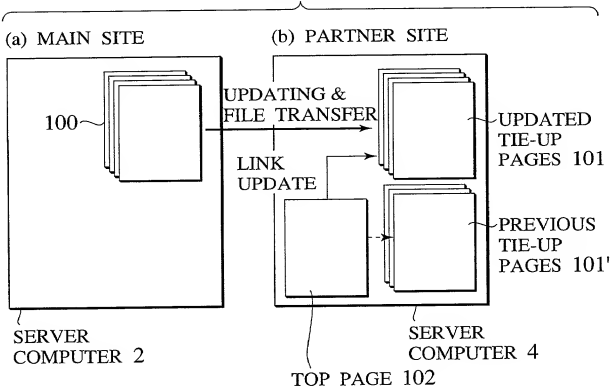 (a) MAIN SITE
(b) PARTNER SITE
100
UPDATING &
FILE TRANSFER
LINK
UPDATE
UPDATED
TIE-UP
PAGES 101
PREVIOUS
TIE-UP
PAGES 101'
SERVER
COMPUTER 2
SERVER
COMPUTER 4
TOP PAGE 102